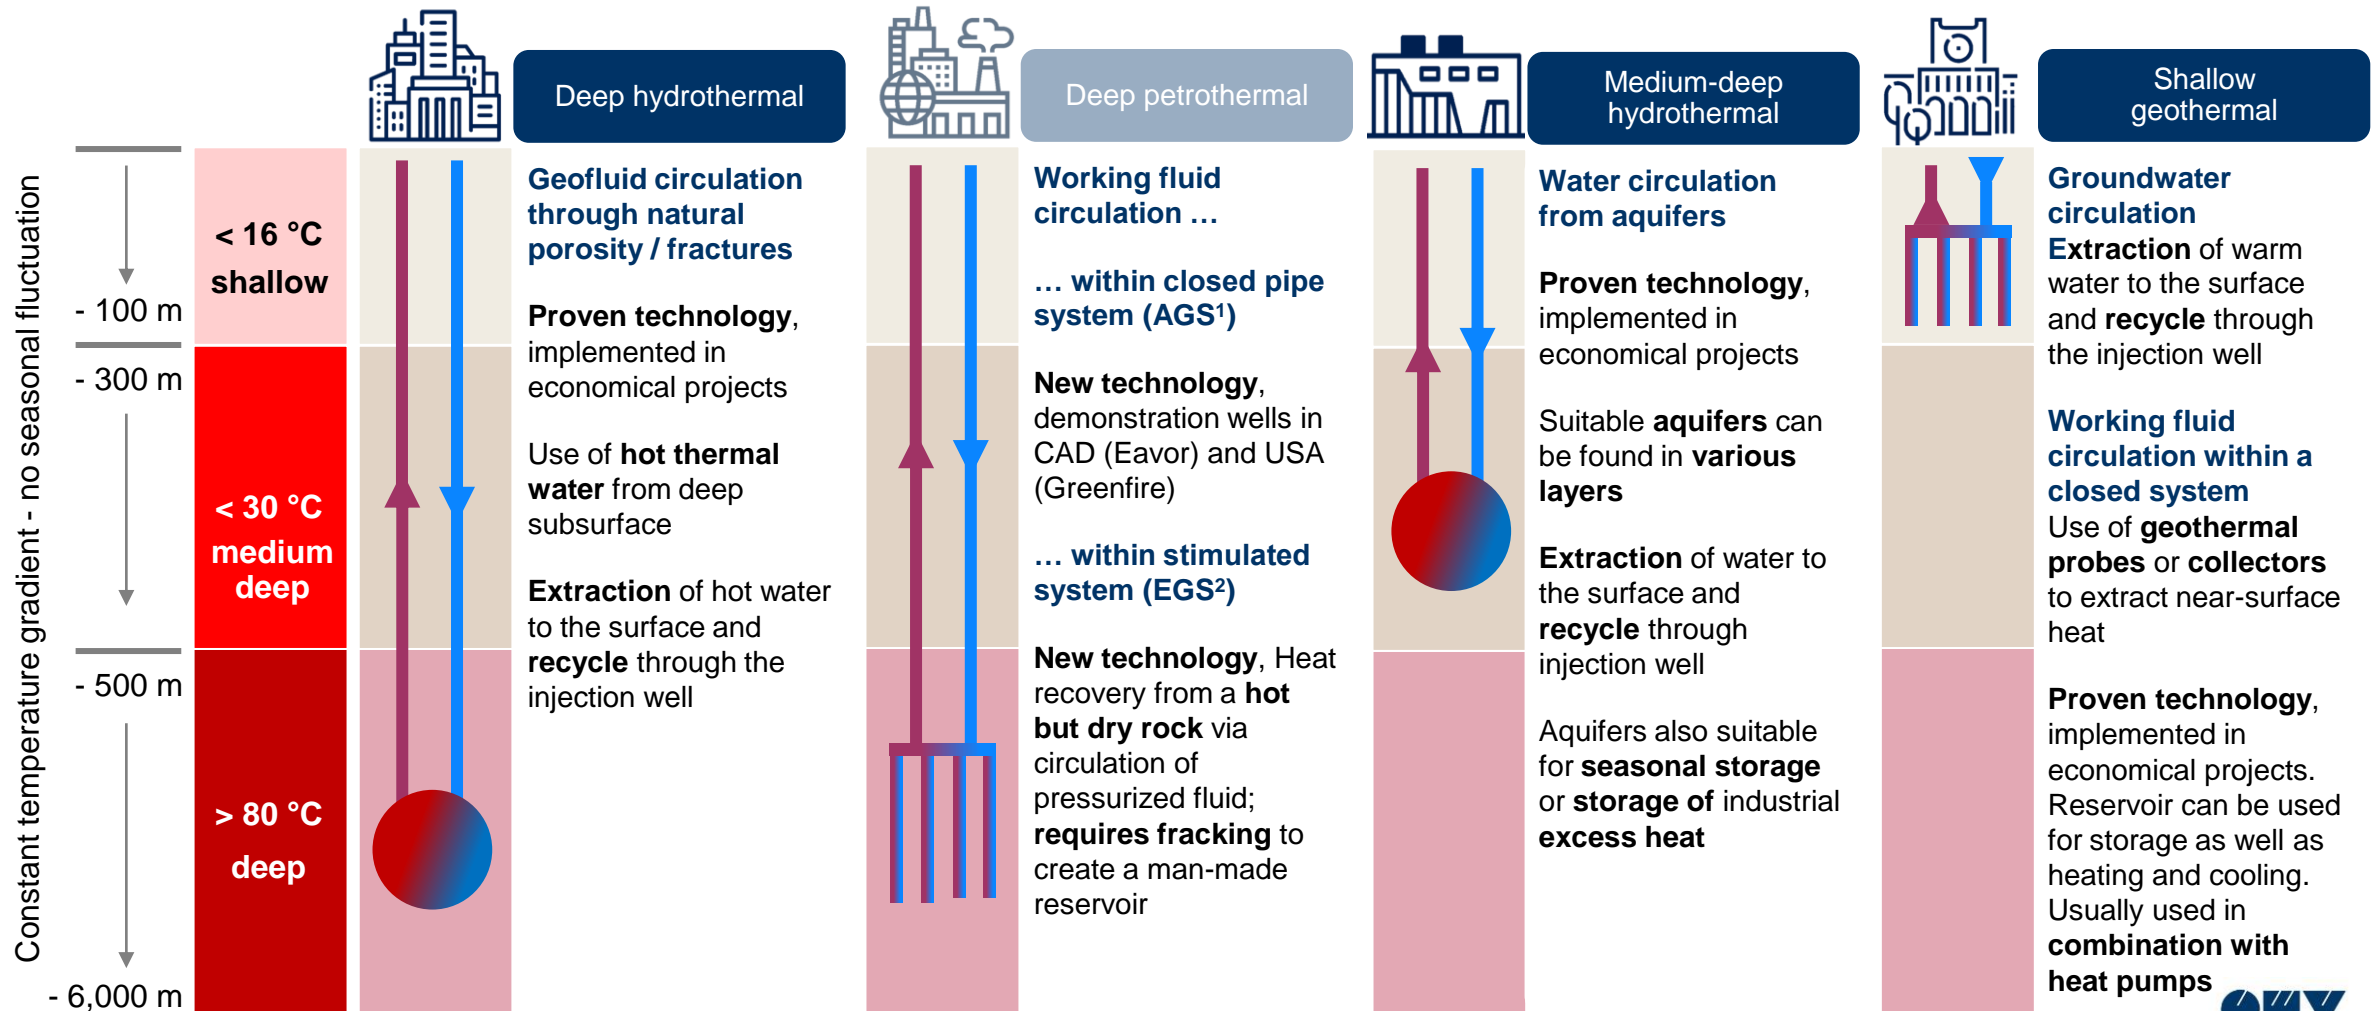 Constant temperature gradient - no seasonal fluctuation
- 100 m
- 300 m
- 500 m
- 6,000 m
< 16 °C
shallow
< 30 °C
medium
deep
> 80 °C
deep
Deep hydrothermal
Geofluid circulation
through natural
porosity / fractures
Proven technology,
implemented in
economical projects
Use of hot thermal
water from deep
subsurface
Extraction of hot water
to the surface and
recycle through the
injection well
Deep petrothermal
Working fluid
circulation …
… within closed pipe
system (AGS¹)
New technology,
demonstration wells in
CAD (Eavor) and USA
(Greenfire)
… within stimulated
system (EGS²)
New technology, Heat
recovery from a hot
but dry rock via
circulation of
pressurized fluid;
requires fracking to
create a man-made
reservoir
Medium-deep
hydrothermal
Water circulation
from aquifers
Proven technology,
implemented in
economical projects
Suitable aquifers can
be found in various
layers
Extraction of water to
the surface and
recycle through
injection well
Aquifers also suitable
for seasonal storage
or storage of industrial
excess heat
Shallow
geothermal
Groundwater
circulation
Extraction of warm
water to the surface
and recycle through
the injection well
Working fluid
circulation within a
closed system
Use of geothermal
probes or collectors
to extract near-surface
heat
Proven technology,
implemented in
economical projects.
Reservoir can be used
for storage as well as
heating and cooling.
Usually used in
combination with
heat pumps